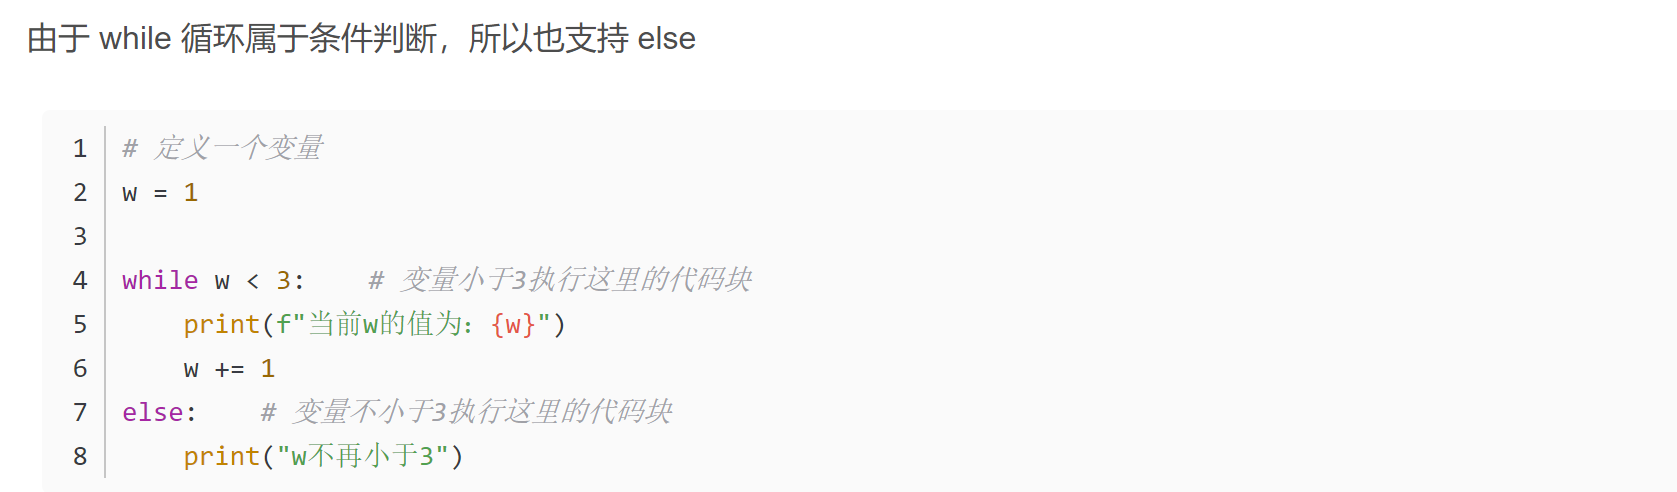 由于 while 循环属于条件判断，所以也支持 else
1 # 定义一个变量
2 w = 1
3
4 while w < 3:    # 变量小于3执行这里的代码块
5     print(f"当前w的值为：{w}")
6     w += 1
7 else:    # 变量不小于3执行这里的代码块
8     print("w不再小于3")